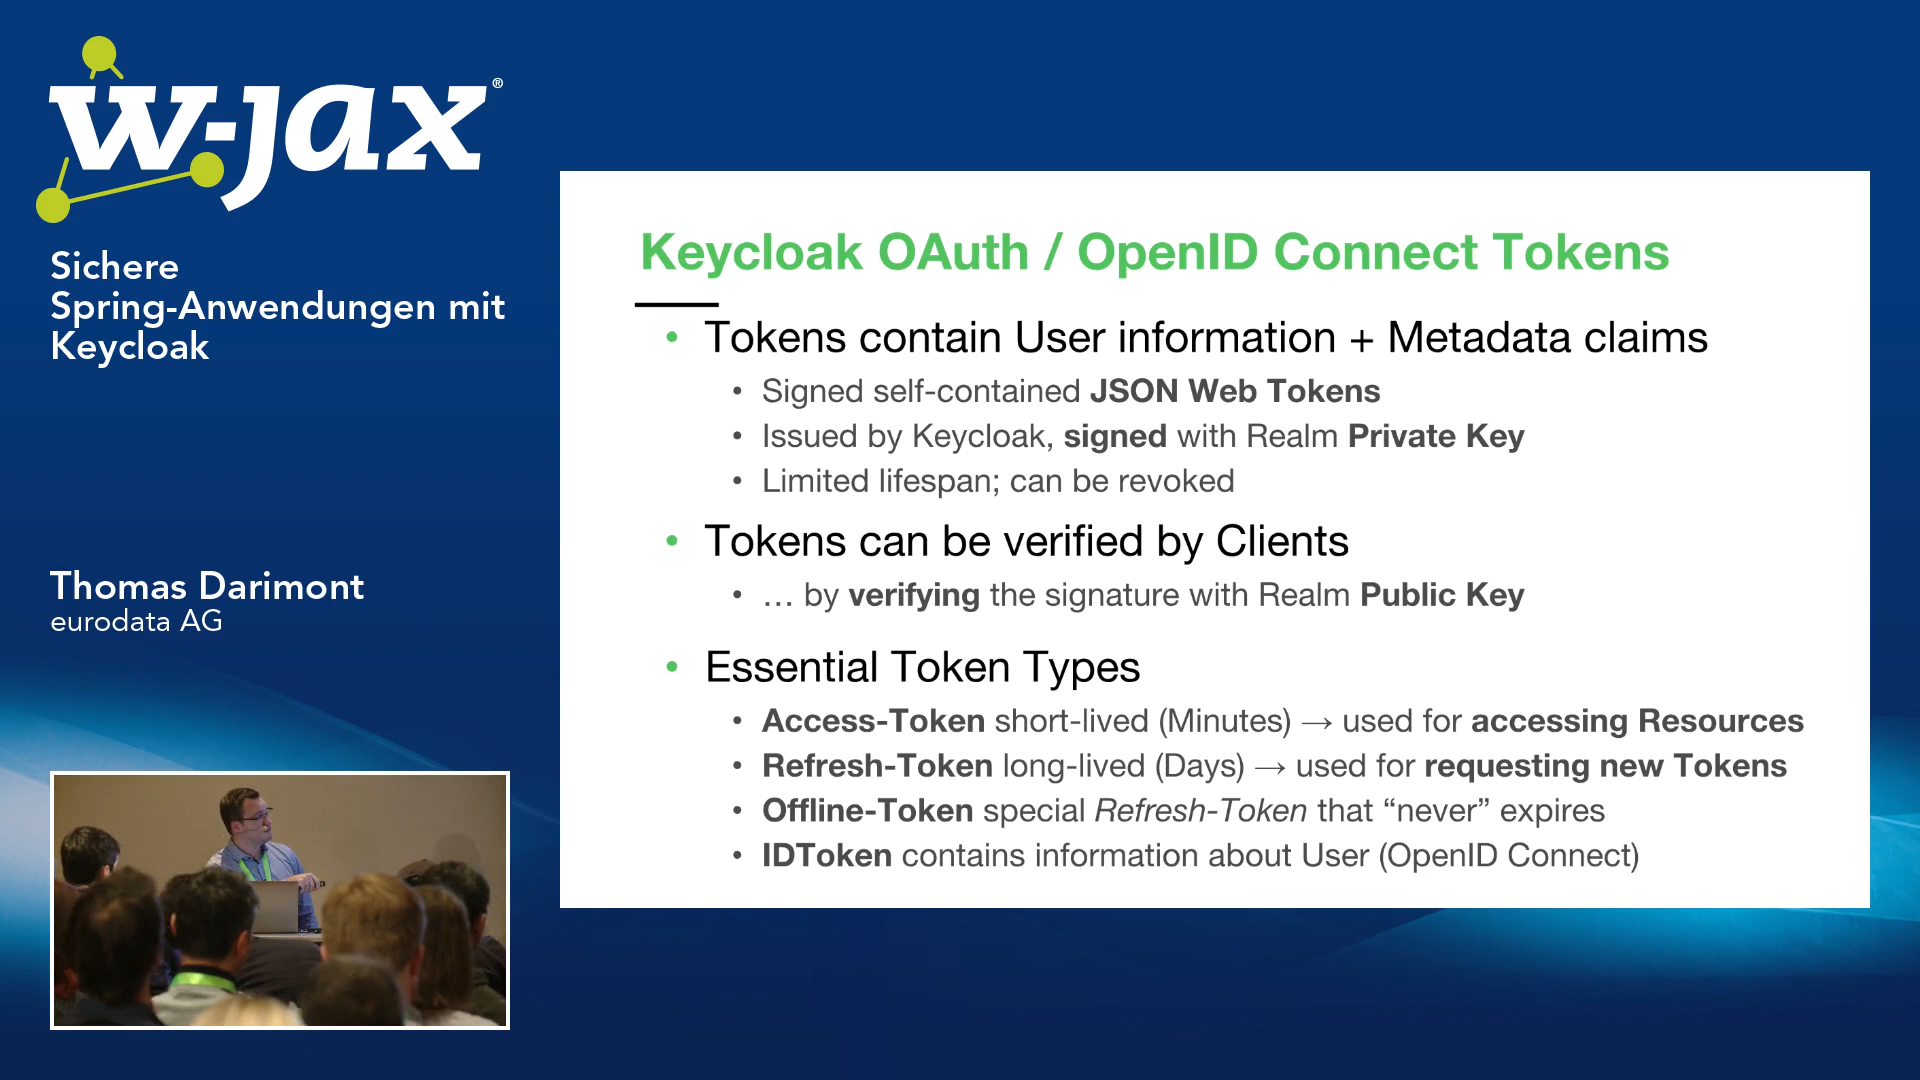 w-jax®
Sichere
Spring-Anwendungen mit
Keycloak
Thomas Darimont
eurodata AG
Keycloak OAuth / OpenID Connect Tokens
• Tokens contain User information + Metadata claims
• Signed self-contained JSON Web Tokens
• Issued by Keycloak, signed with Realm Private Key
• Limited lifespan; can be revoked
• Tokens can be verified by Clients
• … by verifying the signature with Realm Public Key
• Essential Token Types
• Access-Token short-lived (Minutes) → used for accessing Resources
• Refresh-Token long-lived (Days) → used for requesting new Tokens
• Offline-Token special Refresh-Token that “never” expires
• IDToken contains information about User (OpenID Connect)